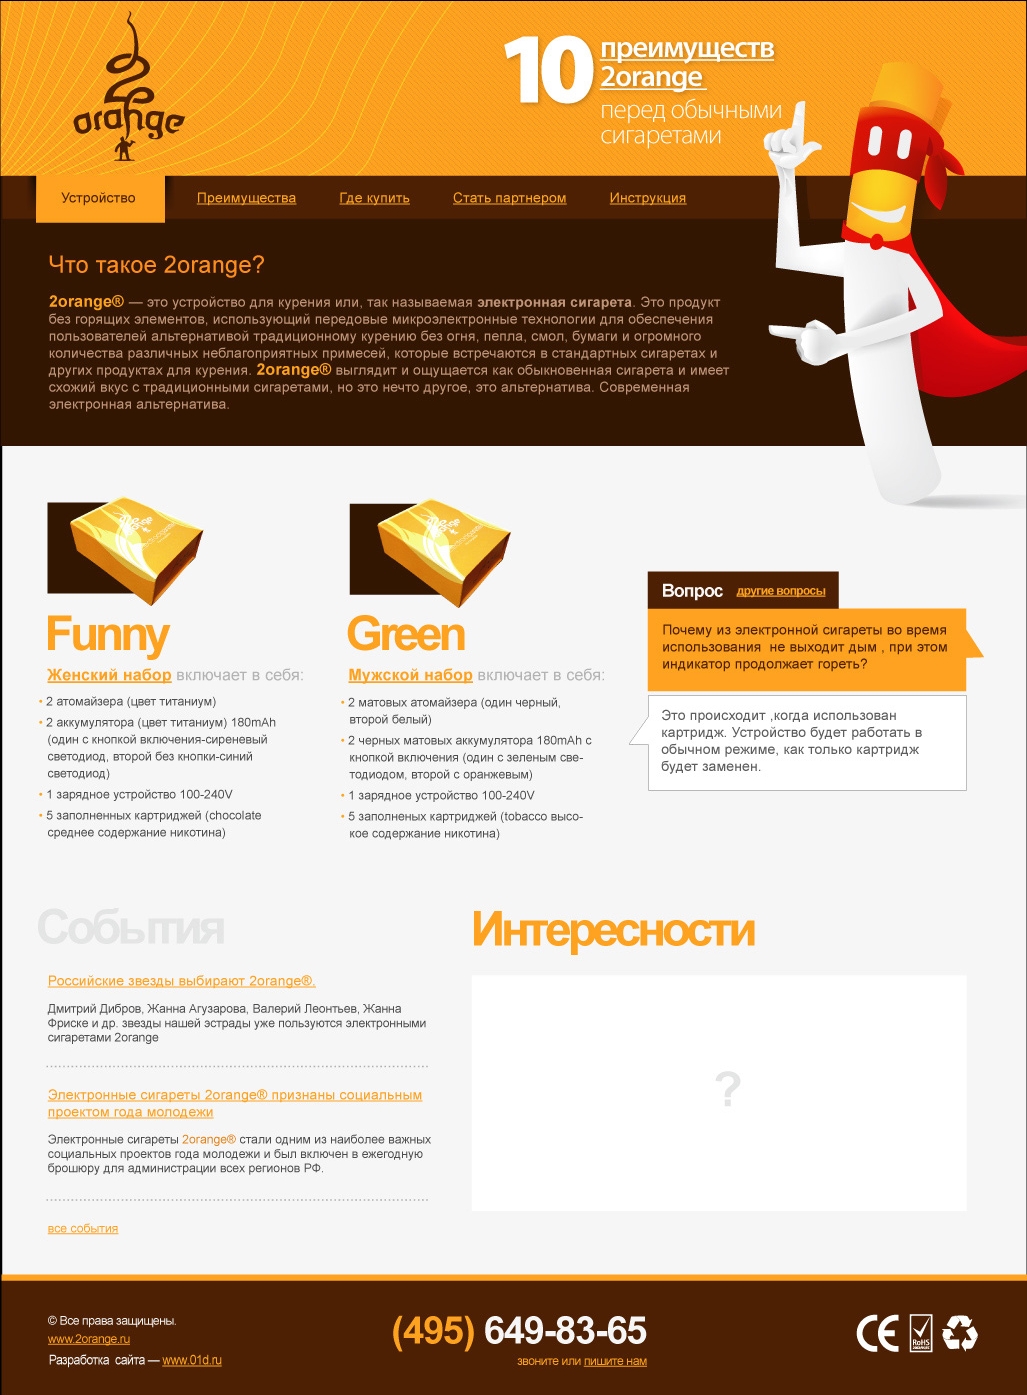 2
orange
10 преимуществ
2orange
перед обычными
сигаретами
Устройство
Преимущества
Где купить
Стать партнером
Инструкция
Что такое 2orange?
2orange® — это устройство для курения или, так называемая электронная сигарета. Это продукт
без горящих элементов, использующий передовые микроэлектронные технологии для обеспечения
пользователей альтернативой традиционному курению без огня, пепла, смол, бумаги и огромного
количества различных неблагоприятных примесей, которые встречаются в стандартных сигаретах и
других продуктах для курения. 2orange® выглядит и ощущается как обыкновенная сигарета и имеет
схожий вкус с традиционными сигаретами, но это нечто другое, это альтернатива. Современная
электронная альтернатива.
2
orange
Funny
Женский набор включает в себя:
• 2 атомайзера (цвет титаниум)
• 2 аккумулятора (цвет титаниум) 180mAh
(один с кнопкой включения-сиреневый
светодиод, второй без кнопки-синий
светодиод)
• 1 зарядное устройство 100-240V
• 5 заполненных картриджей (chocolate
среднее содержание никотина)
2
orange
Green
Мужской набор включает в себя:
• 2 матовых атомайзера (один черный,
второй белый)
• 2 черных матовых аккумулятора 180mAh с
кнопкой включения (один с зеленым све-
тодиодом, второй с оранжевым)
• 1 зарядное устройство 100-240V
• 5 заполненых картриджей (tobacco высо-
кое содержание никотина)
Вопрос другие вопросы
Почему из электронной сигареты во время
использования не выходит дым , при этом
индикатор продолжает гореть?
Это происходит ,когда использован
картридж. Устройство будет работать в
обычном режиме, как только картридж
будет заменен.
События
Российские звезды выбирают 2orange®.
Дмитрий Дибров, Жанна Агузарова, Валерий Леонтьев, Жанна
Фриске и др. звезды нашей эстрады уже пользуются электронными
сигаретами 2orange
Электронные сигареты 2orange® признаны социальным
проектом года молодежи
Электронные сигареты 2orange® стали одним из наиболее важных
социальных проектов года молодежи и был включен в ежегодную
брошюру для администрации всех регионов РФ.
все события
Интересности
?
© Все права защищены.
www.2orange.ru
Разработка сайта — www.01d.ru
(495) 649-83-65
звоните или пишите нам
CE
RoHS